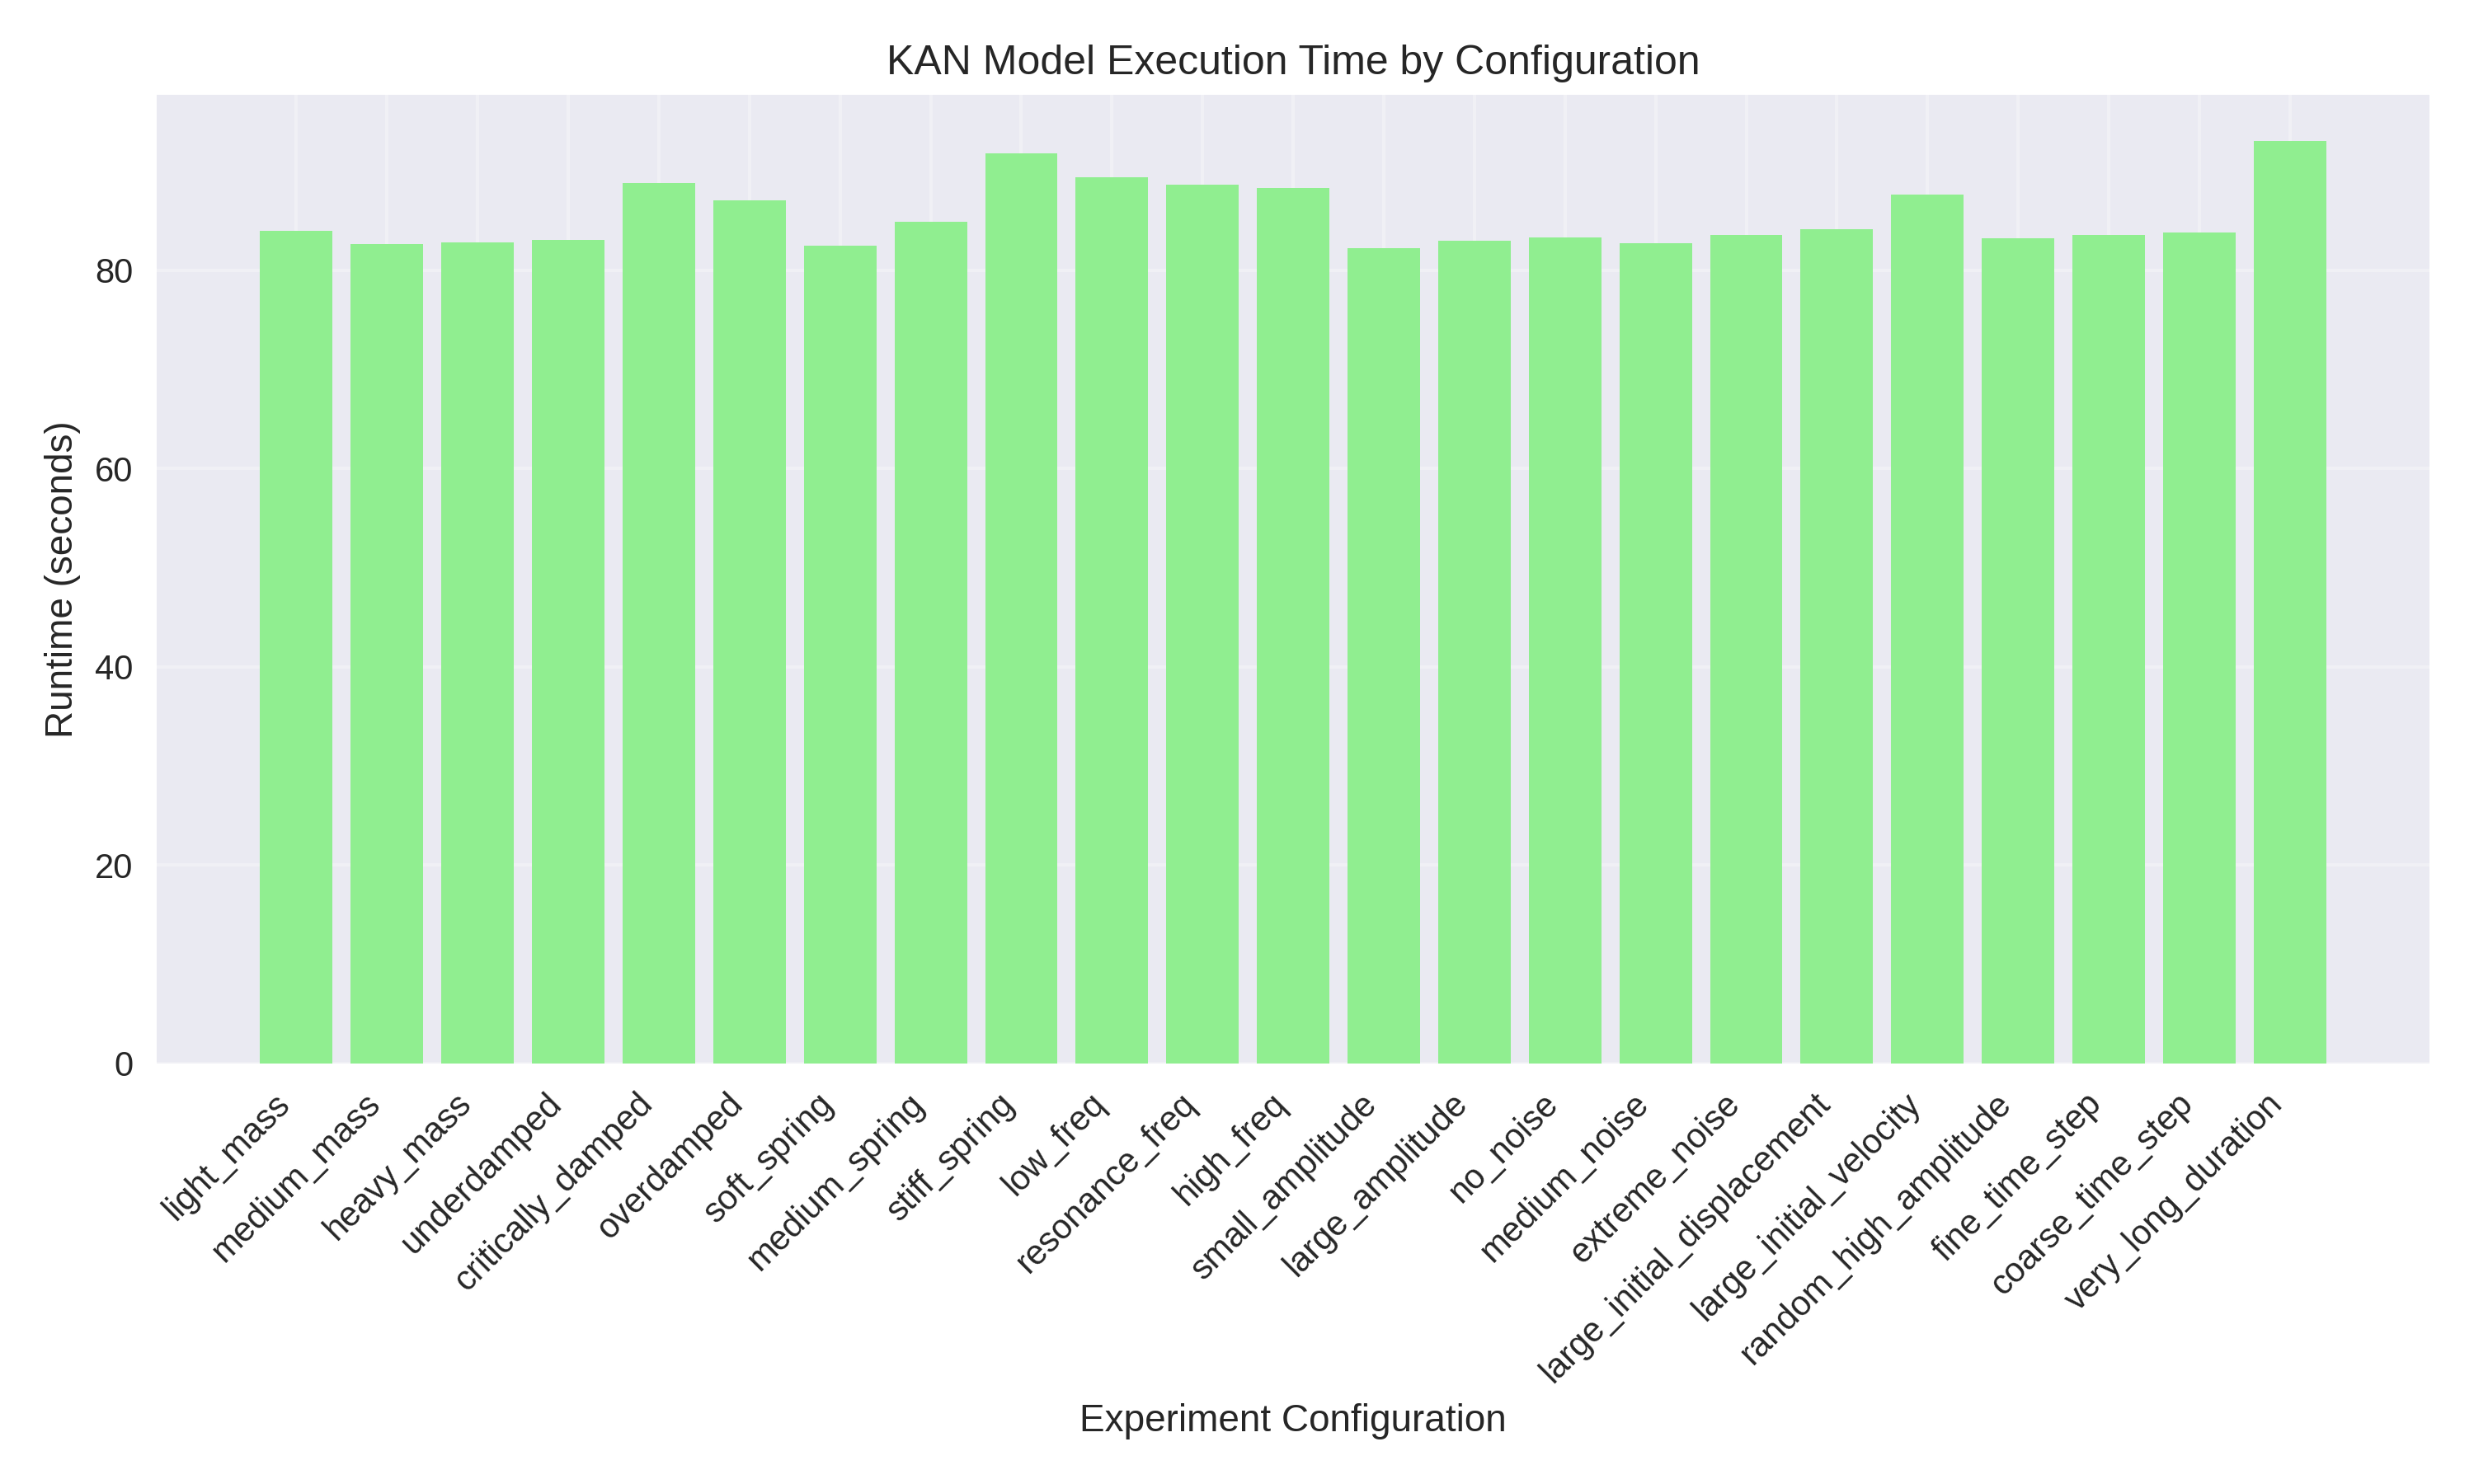 KAN Model Execution Time by Configuration
Runtime (seconds)
80
60
40
20
0
light_mass
medium_mass
heavy_mass
underdamped
critically_damped
overdamped
soft_spring
medium_spring
stiff_spring
low_freq
resonance_freq
high_freq
small_amplitude
large_amplitude
no_noise
medium_noise
extreme_noise
large_initial_displacement
large_initial_velocity
random_high_amplitude
fine_time_step
coarse_time_step
very_long_duration
Experiment Configuration